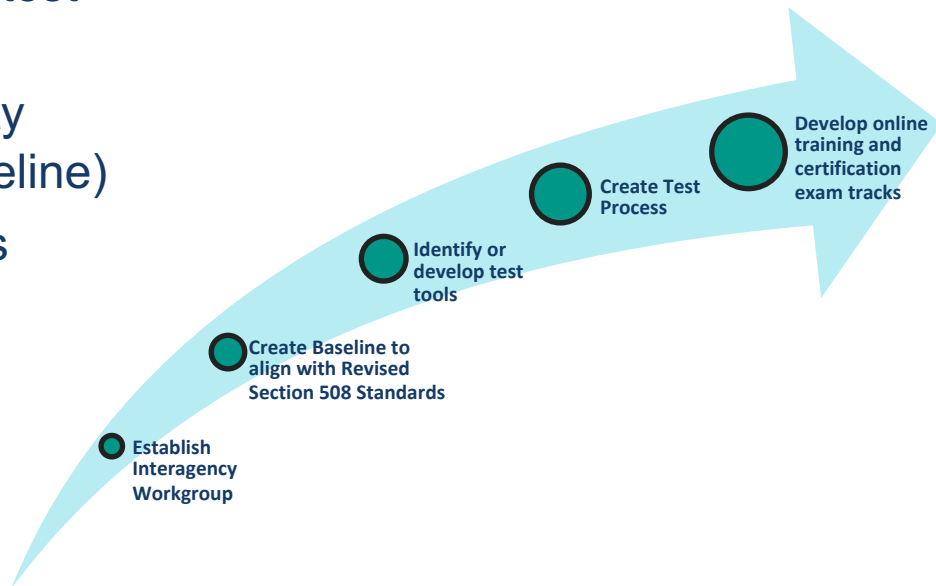 eline)
Develop online
training and
certification
exam tracks
Create Test
Process
Identify or
develop test
tools
Create Baseline to
align with Revised
Section 508 Standards
Establish
Interagency
Workgroup